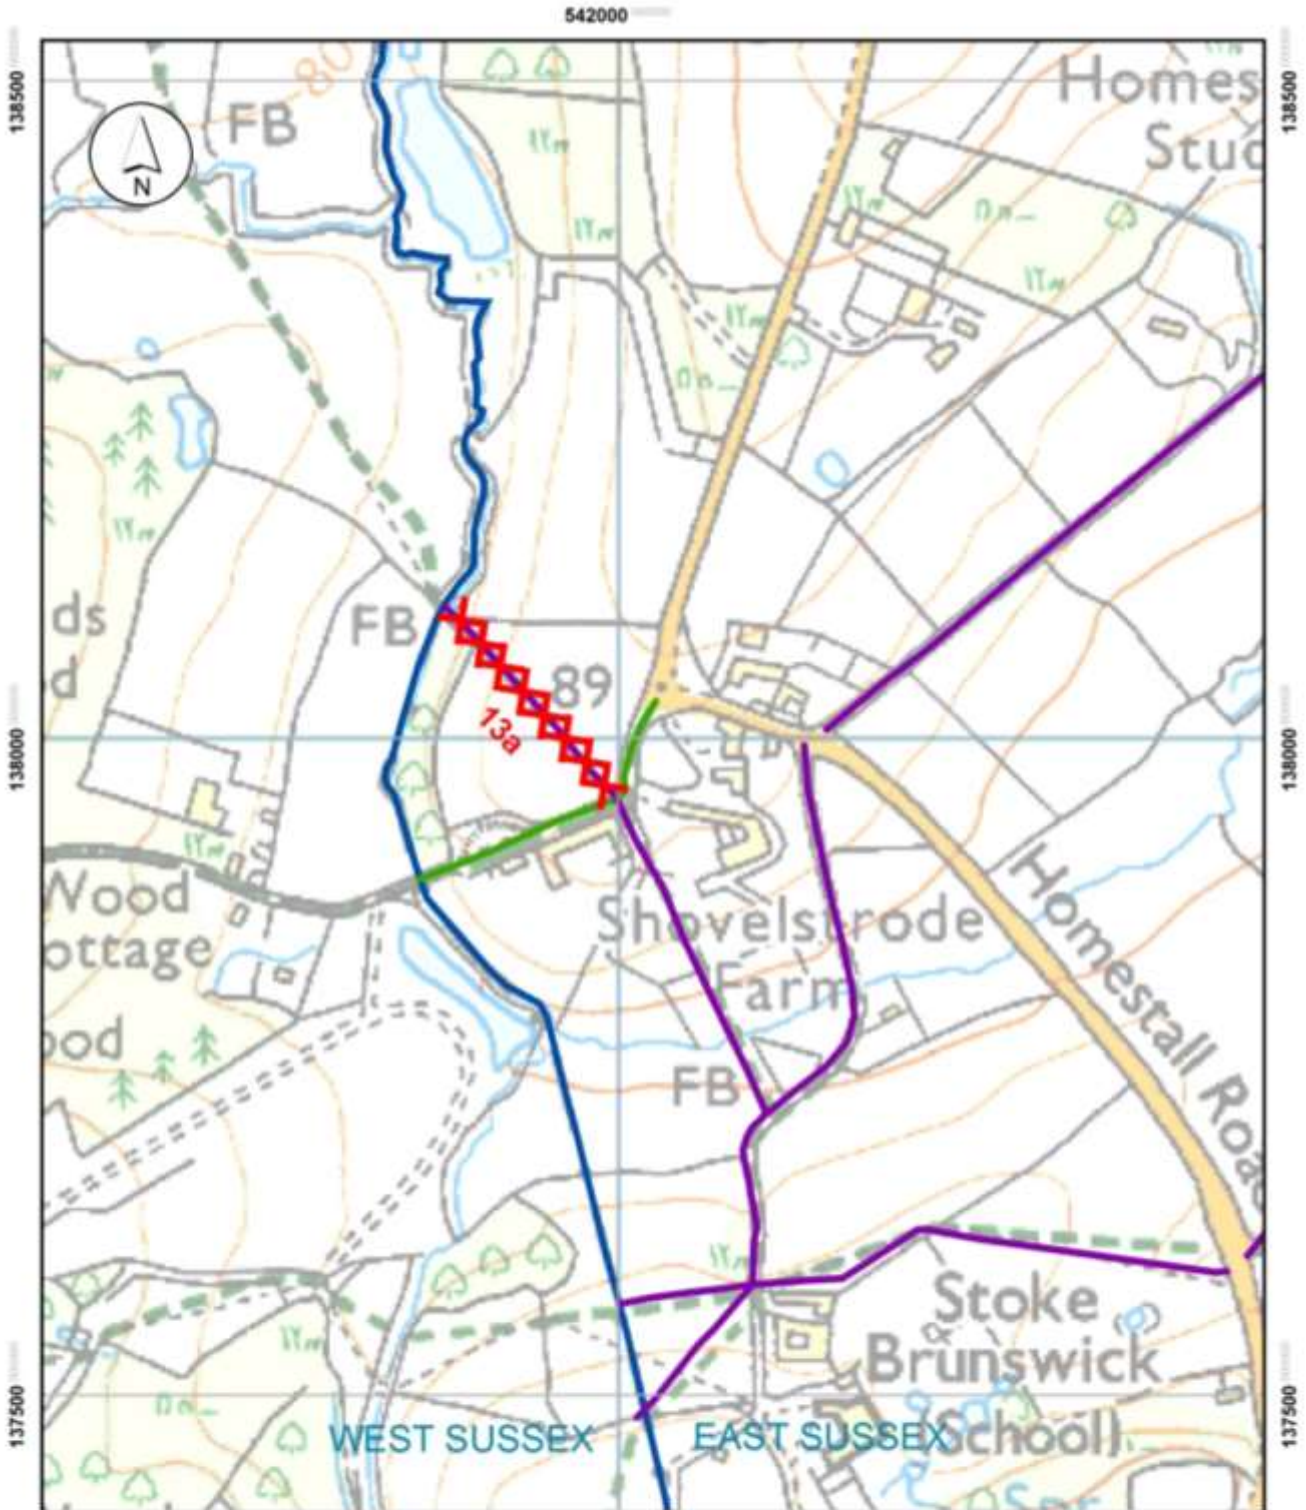 542000
138500
138500
80
FB
N
Homes
Stud
ds
d
FB
89
13a
138000
138000
Wood
ottage
Shovelstrode
Farm
Homestall Road
ood
FB
Stoke
Brunswick
(School)
137500
137500
WEST SUSSEX
EAST SUSSEX